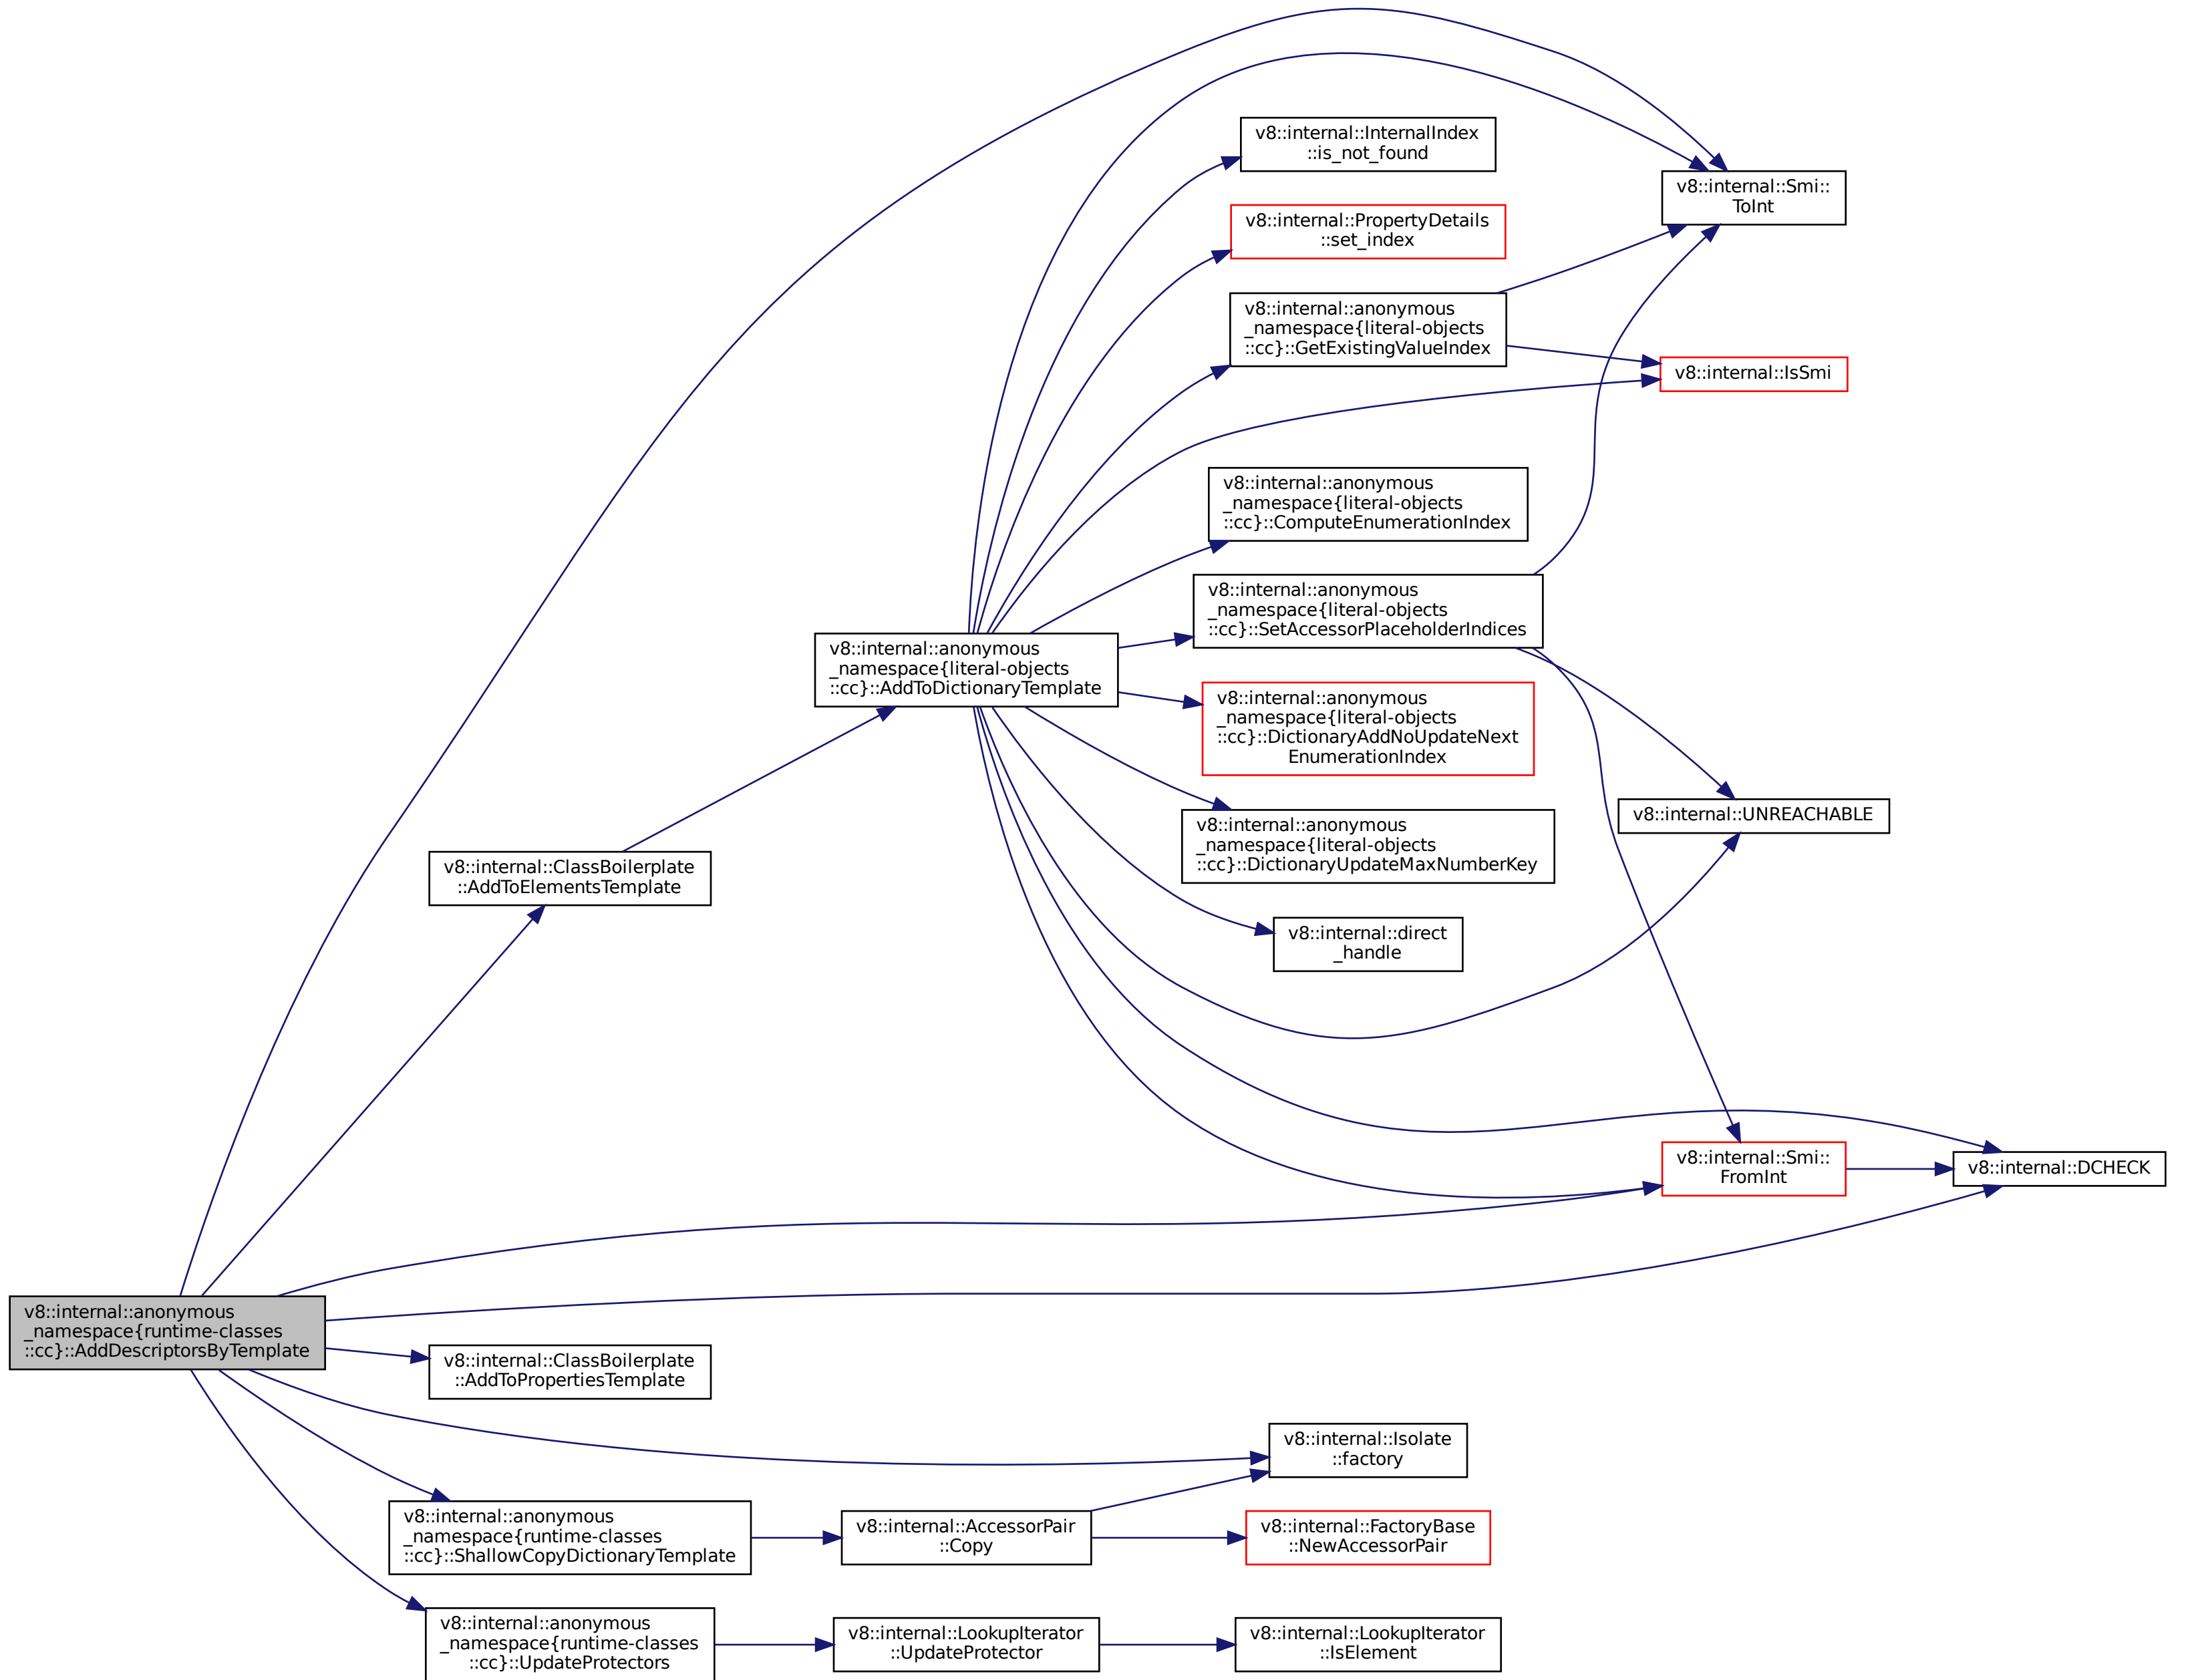 v8::internal::InternalIndex
::is_not_found
v8::internal::Smi::
ToInt
v8::internal::PropertyDetails
::set_index
v8::internal::anonymous
_namespace{literal-objects
::cc}::GetExistingValueIndex
v8::internal::IsSmi
v8::internal::anonymous
_namespace{literal-objects
::cc}::ComputeEnumerationIndex
v8::internal::anonymous
_namespace{literal-objects
::cc}::SetAccessorPlaceholderIndices
v8::internal::anonymous
_namespace{literal-objects
::cc}::AddToDictionaryTemplate
v8::internal::anonymous
_namespace{literal-objects
::cc}::DictionaryAddNoUpdateNext
EnumerationIndex
v8::internal::UNREACHABLE
v8::internal::anonymous
_namespace{literal-objects
::cc}::DictionaryUpdateMaxNumberKey
v8::internal::ClassBoilerplate
::AddToElementsTemplate
v8::internal::direct
_handle
v8::internal::Smi::
FromInt
v8::internal::DCHECK
v8::internal::anonymous
_namespace{runtime-classes
::cc}::AddDescriptorsByTemplate
v8::internal::ClassBoilerplate
::AddToPropertiesTemplate
v8::internal::Isolate
::factory
v8::internal::anonymous
_namespace{runtime-classes
::cc}::ShallowCopyDictionaryTemplate
v8::internal::AccessorPair
::Copy
v8::internal::FactoryBase
::NewAccessorPair
v8::internal::anonymous
_namespace{runtime-classes
::cc}::UpdateProtectors
v8::internal::LookupIterator
::UpdateProtector
v8::internal::LookupIterator
::IsElement